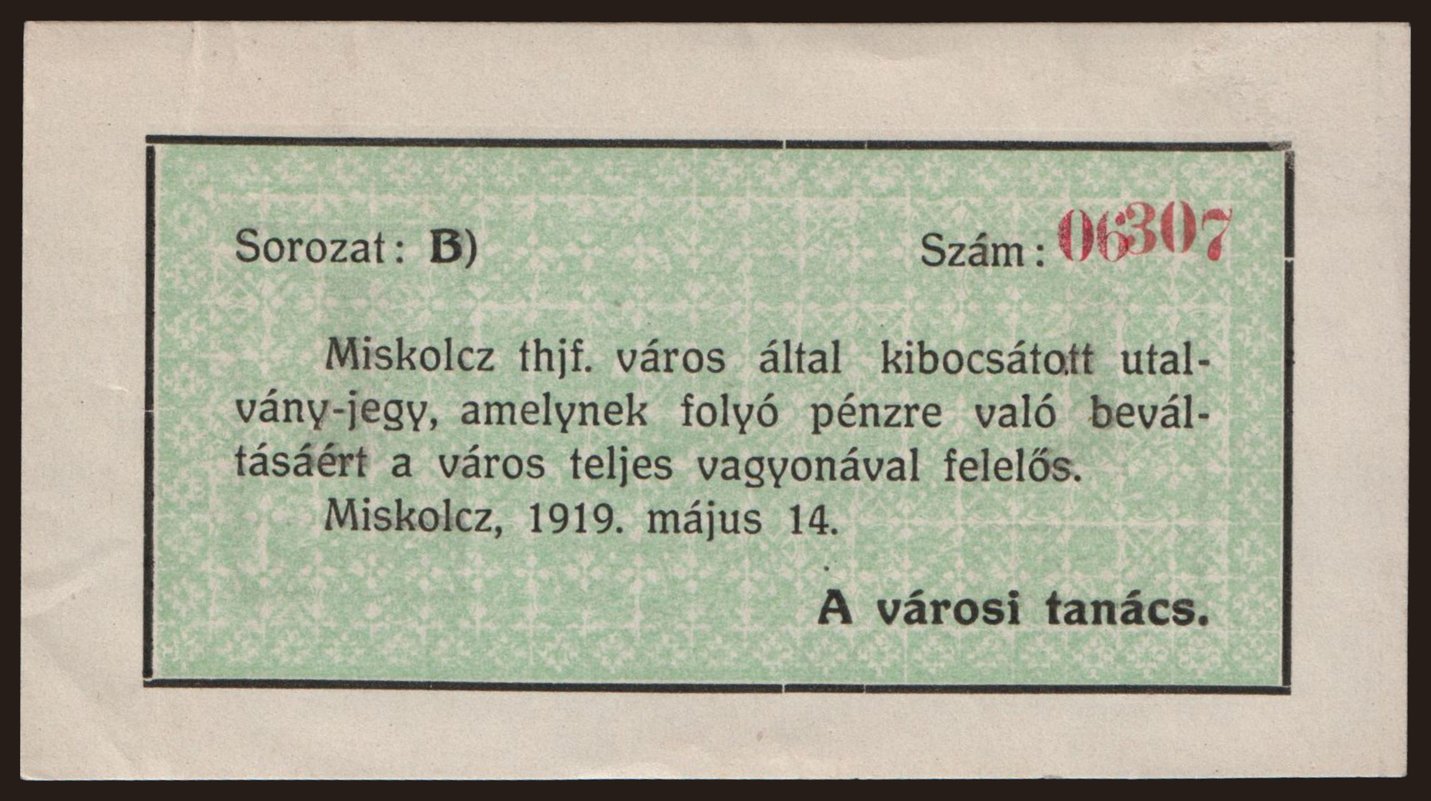 Sorozat: B) Szám: 06307
Miskolcz thjf. város által kibocsátott utal-
vány-jegy, amelynek folyó pénzre való bevál-
tásáért a város teljes vagyonával felelős.
Miskolcz, 1919. május 14.
A városi tanács.